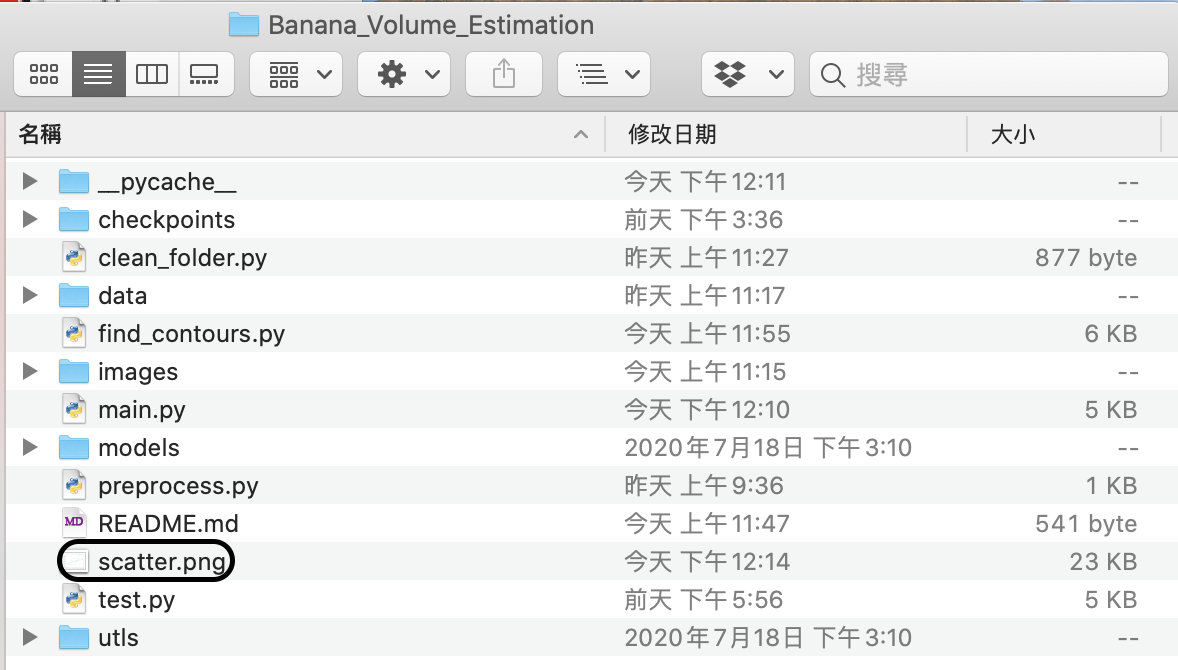 Banana_Volume_Estimation
搜尋
名稱 修改日期 大小
__pycache__ 今天 下午12:11 --
checkpoints 前天 下午3:36 --
clean_folder.py 昨天 上午11:27 877 byte
data 昨天 上午11:17 --
find_contours.py 今天 上午11:55 6 KB
images 今天 上午11:15 --
main.py 今天 下午12:10 5 KB
models 2020年7月18日 下午3:10 --
preprocess.py 昨天 上午9:36 1 KB
MD README.md 今天 上午11:47 541 byte
scatter.png 今天 下午12:14 23 KB
test.py 前天 下午5:56 5 KB
utls 2020年7月18日 下午3:10 --